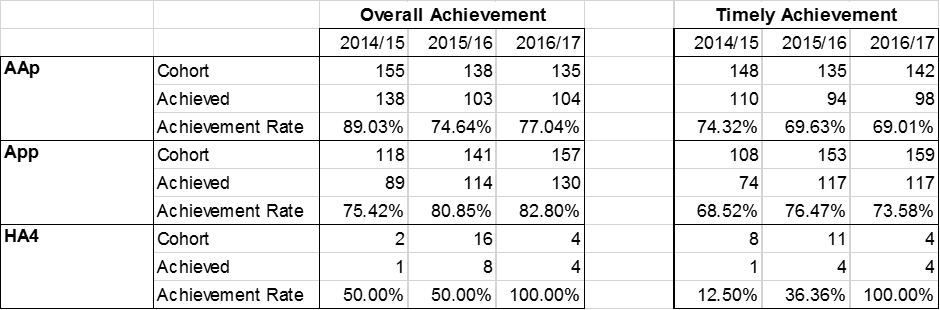 Overall Achievement Timely Achievement
2014/15 2015/16 2016/17 2014/15 2015/16 2016/17
AAp Cohort 155 138 135 148 135 142
Achieved 138 103 104 110 94 98
Achievement Rate 89.03% 74.64% 77.04% 74.32% 69.63% 69.01%
App Cohort 118 141 157 108 153 159
Achieved 89 114 130 74 117 117
Achievement Rate 75.42% 80.85% 82.80% 68.52% 76.47% 73.58%
HA4 Cohort 2 16 4 8 11 4
Achieved 1 8 4 1 4 4
Achievement Rate 50.00% 50.00% 100.00% 12.50% 36.36% 100.00%